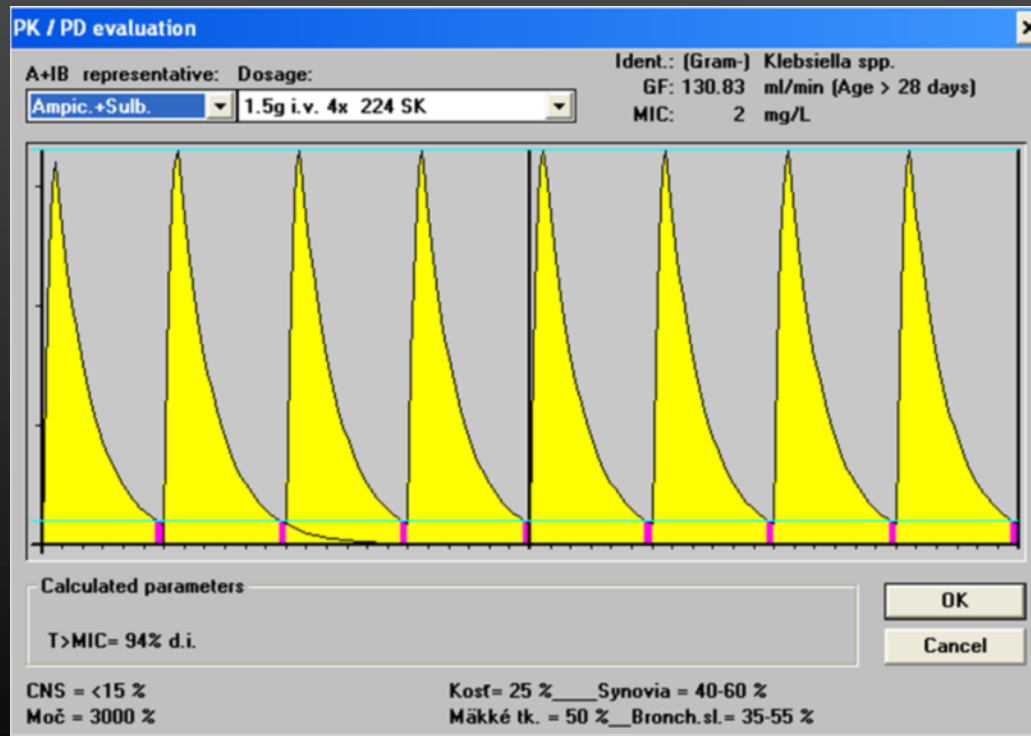 PK / PD evaluation
A+IB representative: Dosage:
Ampic.+Sulb. 1.5g i.v. 4x 224 SK
Ident.: (Gram-) Klebsiella spp.
GF: 130.83 ml/min (Age > 28 days)
MIC: 2 mg/L
Calculated parameters
T>MIC= 94% d.i.
OK
Cancel
CNS = <15 % Kosť= 25 %____Synovia = 40-60 %
Moč = 3000 % Mäkké tk. = 50 %__Bronch.sl.= 35-55 %